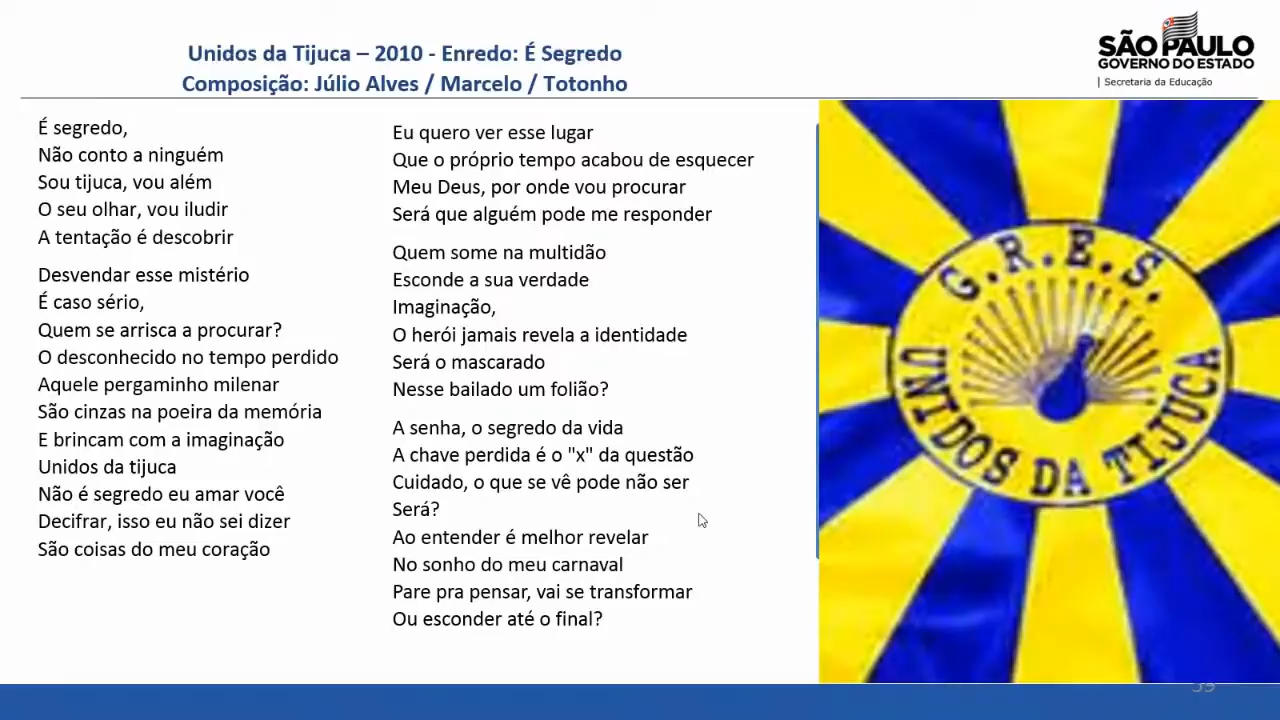 Unidos da Tijuca – 2010 - Enredo: É Segredo
Composição: Júlio Alves / Marcelo / Totonho
SÃO PAULO
GOVERNO DO ESTADO
| Secretaria da Educação
É segredo,
Não conto a ninguém
Sou tijuca, vou além
O seu olhar, vou iludir
A tentação é descobrir
Desvendar esse mistério
É caso sério,
Quem se arrisca a procurar?
O desconhecido no tempo perdido
Aquele pergaminho milenar
São cinzas na poeira da memória
E brincam com a imaginação
Unidos da tijuca
Não é segredo eu amar você
Decifrar, isso eu não sei dizer
São coisas do meu coração
Eu quero ver esse lugar
Que o próprio tempo acabou de esquecer
Meu Deus, por onde vou procurar
Será que alguém pode me responder
Quem some na multidão
Esconde a sua verdade
Imaginação,
O herói jamais revela a identidade
Será o mascarado
Nesse bailado um folião?
A senha, o segredo da vida
A chave perdida é o "x" da questão
Cuidado, o que se vê pode não ser
Será?
Ao entender é melhor revelar
No sonho do meu carnaval
Pare pra pensar, vai se transformar
Ou esconder até o final?
G.R.E.S.
UNIDOS DA TIJUCA